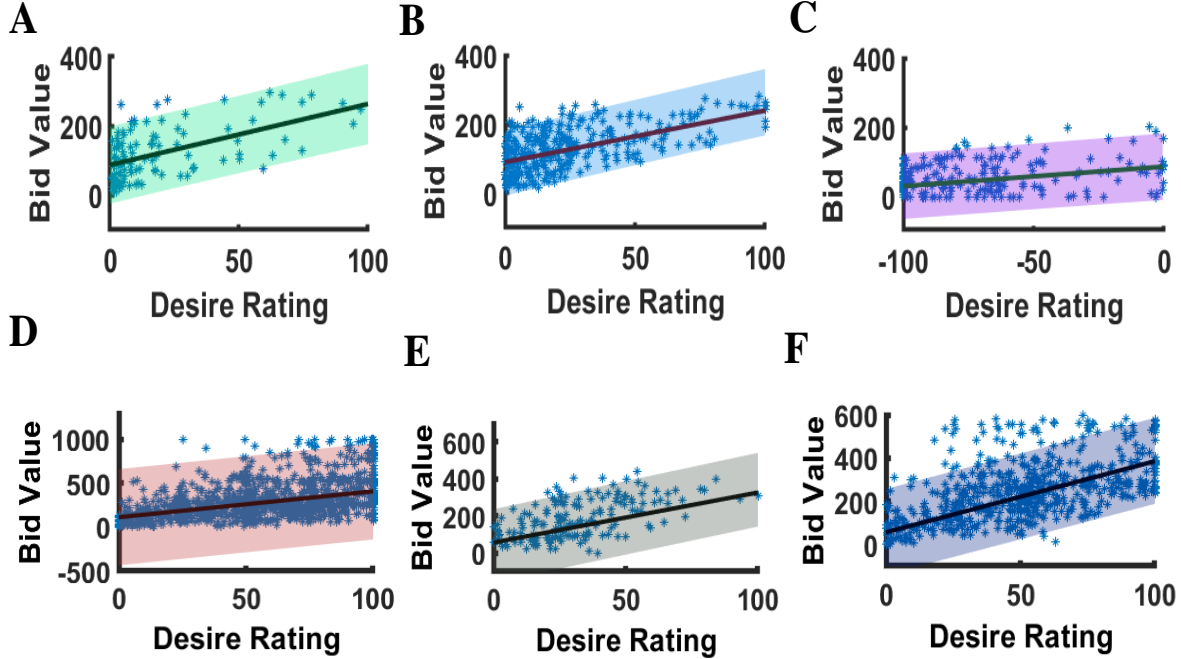 A
B
C
400
200
0
Bid Value
0 50 100
Desire Rating
400
200
0
Bid Value
0 50 100
Desire Rating
400
200
0
Bid Value
-100 -50 0
Desire Rating
D
E
F
1000
500
0
-500
Bid Value
0 50 100
Desire Rating
600
400
200
0
Bid Value
0 50 100
Desire Rating
600
400
200
0
Bid Value
0 50 100
Desire Rating